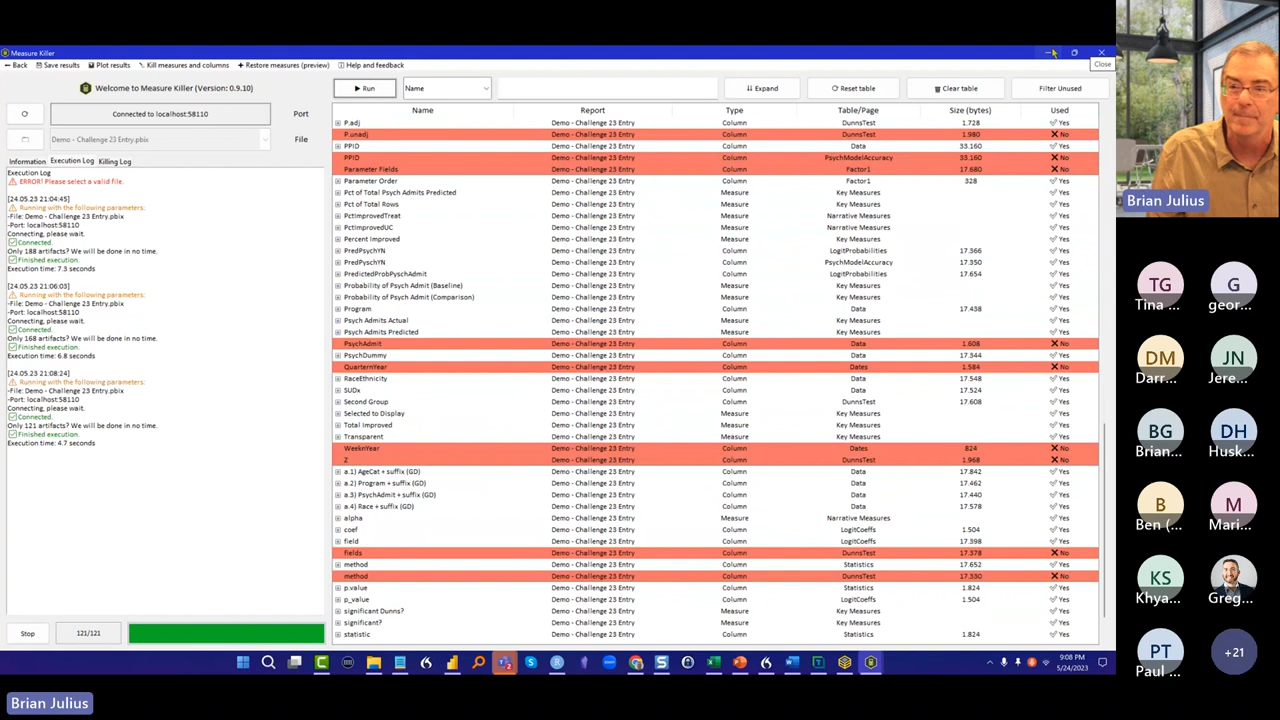 Measure Killer
Back Save results Plot results Kill measures and columns Restore measures (preview) Help and feedback
Close
Welcome to Measure Killer (Version: 0.9.10)
Run Name Expand Reset table Clear table Filter Unused
Connected to localhost:58110 Port
Demo - Challenge 23 Entry.pbix File
Information Execution Log Killing Log
Execution Log
ERROR! Please select a valid file.
[24.05.23 21:04:45]
Running with the following parameters:
-File: Demo - Challenge 23 Entry.pbix
-Port: localhost:58110
Connecting, please wait.
Connected.
Only 188 artifacts? We will be done in no time.
Finished execution.
Execution time: 7.3 seconds
[24.05.23 21:06:03]
Running with the following parameters:
-File: Demo - Challenge 23 Entry.pbix
-Port: localhost:58110
Connecting, please wait.
Connected.
Only 168 artifacts? We will be done in no time.
Finished execution.
Execution time: 6.8 seconds
[24.05.23 21:08:24]
Running with the following parameters:
-File: Demo - Challenge 23 Entry.pbix
-Port: localhost:58110
Connecting, please wait.
Connected.
Only 121 artifacts? We will be done in no time.
Finished execution.
Execution time: 4.7 seconds
Stop 121/121
Name Report Type Table/Page Size (bytes) Used
P.adj Demo - Challenge 23 Entry Column DunnsTest 1.728 Yes
P.unadj Demo - Challenge 23 Entry Column DunnsTest 1.980 No
PPID Demo - Challenge 23 Entry Column Data 33.160 Yes
PPID Demo - Challenge 23 Entry Column PsychModelAccuracy 33.160 No
Parameter Fields Demo - Challenge 23 Entry Column Factor1 17.680 No
Parameter Order Demo - Challenge 23 Entry Column Factor1 328 Yes
Pct of Total Psych Admits Predicted Demo - Challenge 23 Entry Measure Key Measures Yes
Pct of Total Rows Demo - Challenge 23 Entry Measure Key Measures Yes
PctImprovedTreat Demo - Challenge 23 Entry Measure Narrative Measures Yes
PctImprovedUC Demo - Challenge 23 Entry Measure Narrative Measures Yes
Percent Improved Demo - Challenge 23 Entry Measure Key Measures Yes
PredPsychYN Demo - Challenge 23 Entry Column LogitProbabilities 17.366 Yes
PredPyschYN Demo - Challenge 23 Entry Column PsychModelAccuracy 17.350 Yes
PredictedProbPyschAdmit Demo - Challenge 23 Entry Column LogitProbabilities 17.654 Yes
Probability of Psych Admit (Baseline) Demo - Challenge 23 Entry Measure Key Measures Yes
Probability of Psych Admit (Comparison) Demo - Challenge 23 Entry Measure Key Measures Yes
Program Demo - Challenge 23 Entry Column Data 17.438 Yes
Psych Admits Actual Demo - Challenge 23 Entry Measure Key Measures Yes
Psych Admits Predicted Demo - Challenge 23 Entry Measure Key Measures Yes
PsychAdmit Demo - Challenge 23 Entry Column Data 1.608 No
PsychDummy Demo - Challenge 23 Entry Column Data 17.344 Yes
QuarternYear Demo - Challenge 23 Entry Column Dates 1.584 No
RaceEthnicity Demo - Challenge 23 Entry Column Data 17.548 Yes
SUDx Demo - Challenge 23 Entry Column Data 17.524 Yes
Second Group Demo - Challenge 23 Entry Column DunnsTest 17.608 Yes
Selected to Display Demo - Challenge 23 Entry Measure Key Measures Yes
Total Improved Demo - Challenge 23 Entry Measure Key Measures Yes
Transparent Demo - Challenge 23 Entry Measure Key Measures Yes
WeeknYear Demo - Challenge 23 Entry Column Dates 824 No
Z Demo - Challenge 23 Entry Column DunnsTest 1.968 No
a.1) AgeCat + suffix (GD) Demo - Challenge 23 Entry Column Data 17.842 Yes
a.2) Program + suffix (GD) Demo - Challenge 23 Entry Column Data 17.462 Yes
a.3) PsychAdmit + suffix (GD) Demo - Challenge 23 Entry Column Data 17.440 Yes
a.4) Race + suffix (GD) Demo - Challenge 23 Entry Column Data 17.578 Yes
alpha Demo - Challenge 23 Entry Measure Narrative Measures Yes
coef Demo - Challenge 23 Entry Column LogitCoeffs 1.504 Yes
field Demo - Challenge 23 Entry Column LogitCoeffs 17.398 Yes
fields Demo - Challenge 23 Entry Column DunnsTest 17.378 No
method Demo - Challenge 23 Entry Column Statistics 17.652 Yes
method Demo - Challenge 23 Entry Column DunnsTest 17.330 No
p.value Demo - Challenge 23 Entry Column Statistics 1.824 Yes
p_value Demo - Challenge 23 Entry Column LogitCoeffs 1.504 Yes
significant Dunns? Demo - Challenge 23 Entry Measure Key Measures Yes
significant? Demo - Challenge 23 Entry Measure Key Measures Yes
statistic Demo - Challenge 23 Entry Column Statistics 1.824 Yes
9:08 PM
5/24/2023
Brian Julius
Brian Julius
TG G
Tina ... geor...
DM JN
Darr... Jere...
BG DH
Brian... Husk...
B M
Ben (... Mari...
KS
Khya... Greg...
PT +21
Paul ...